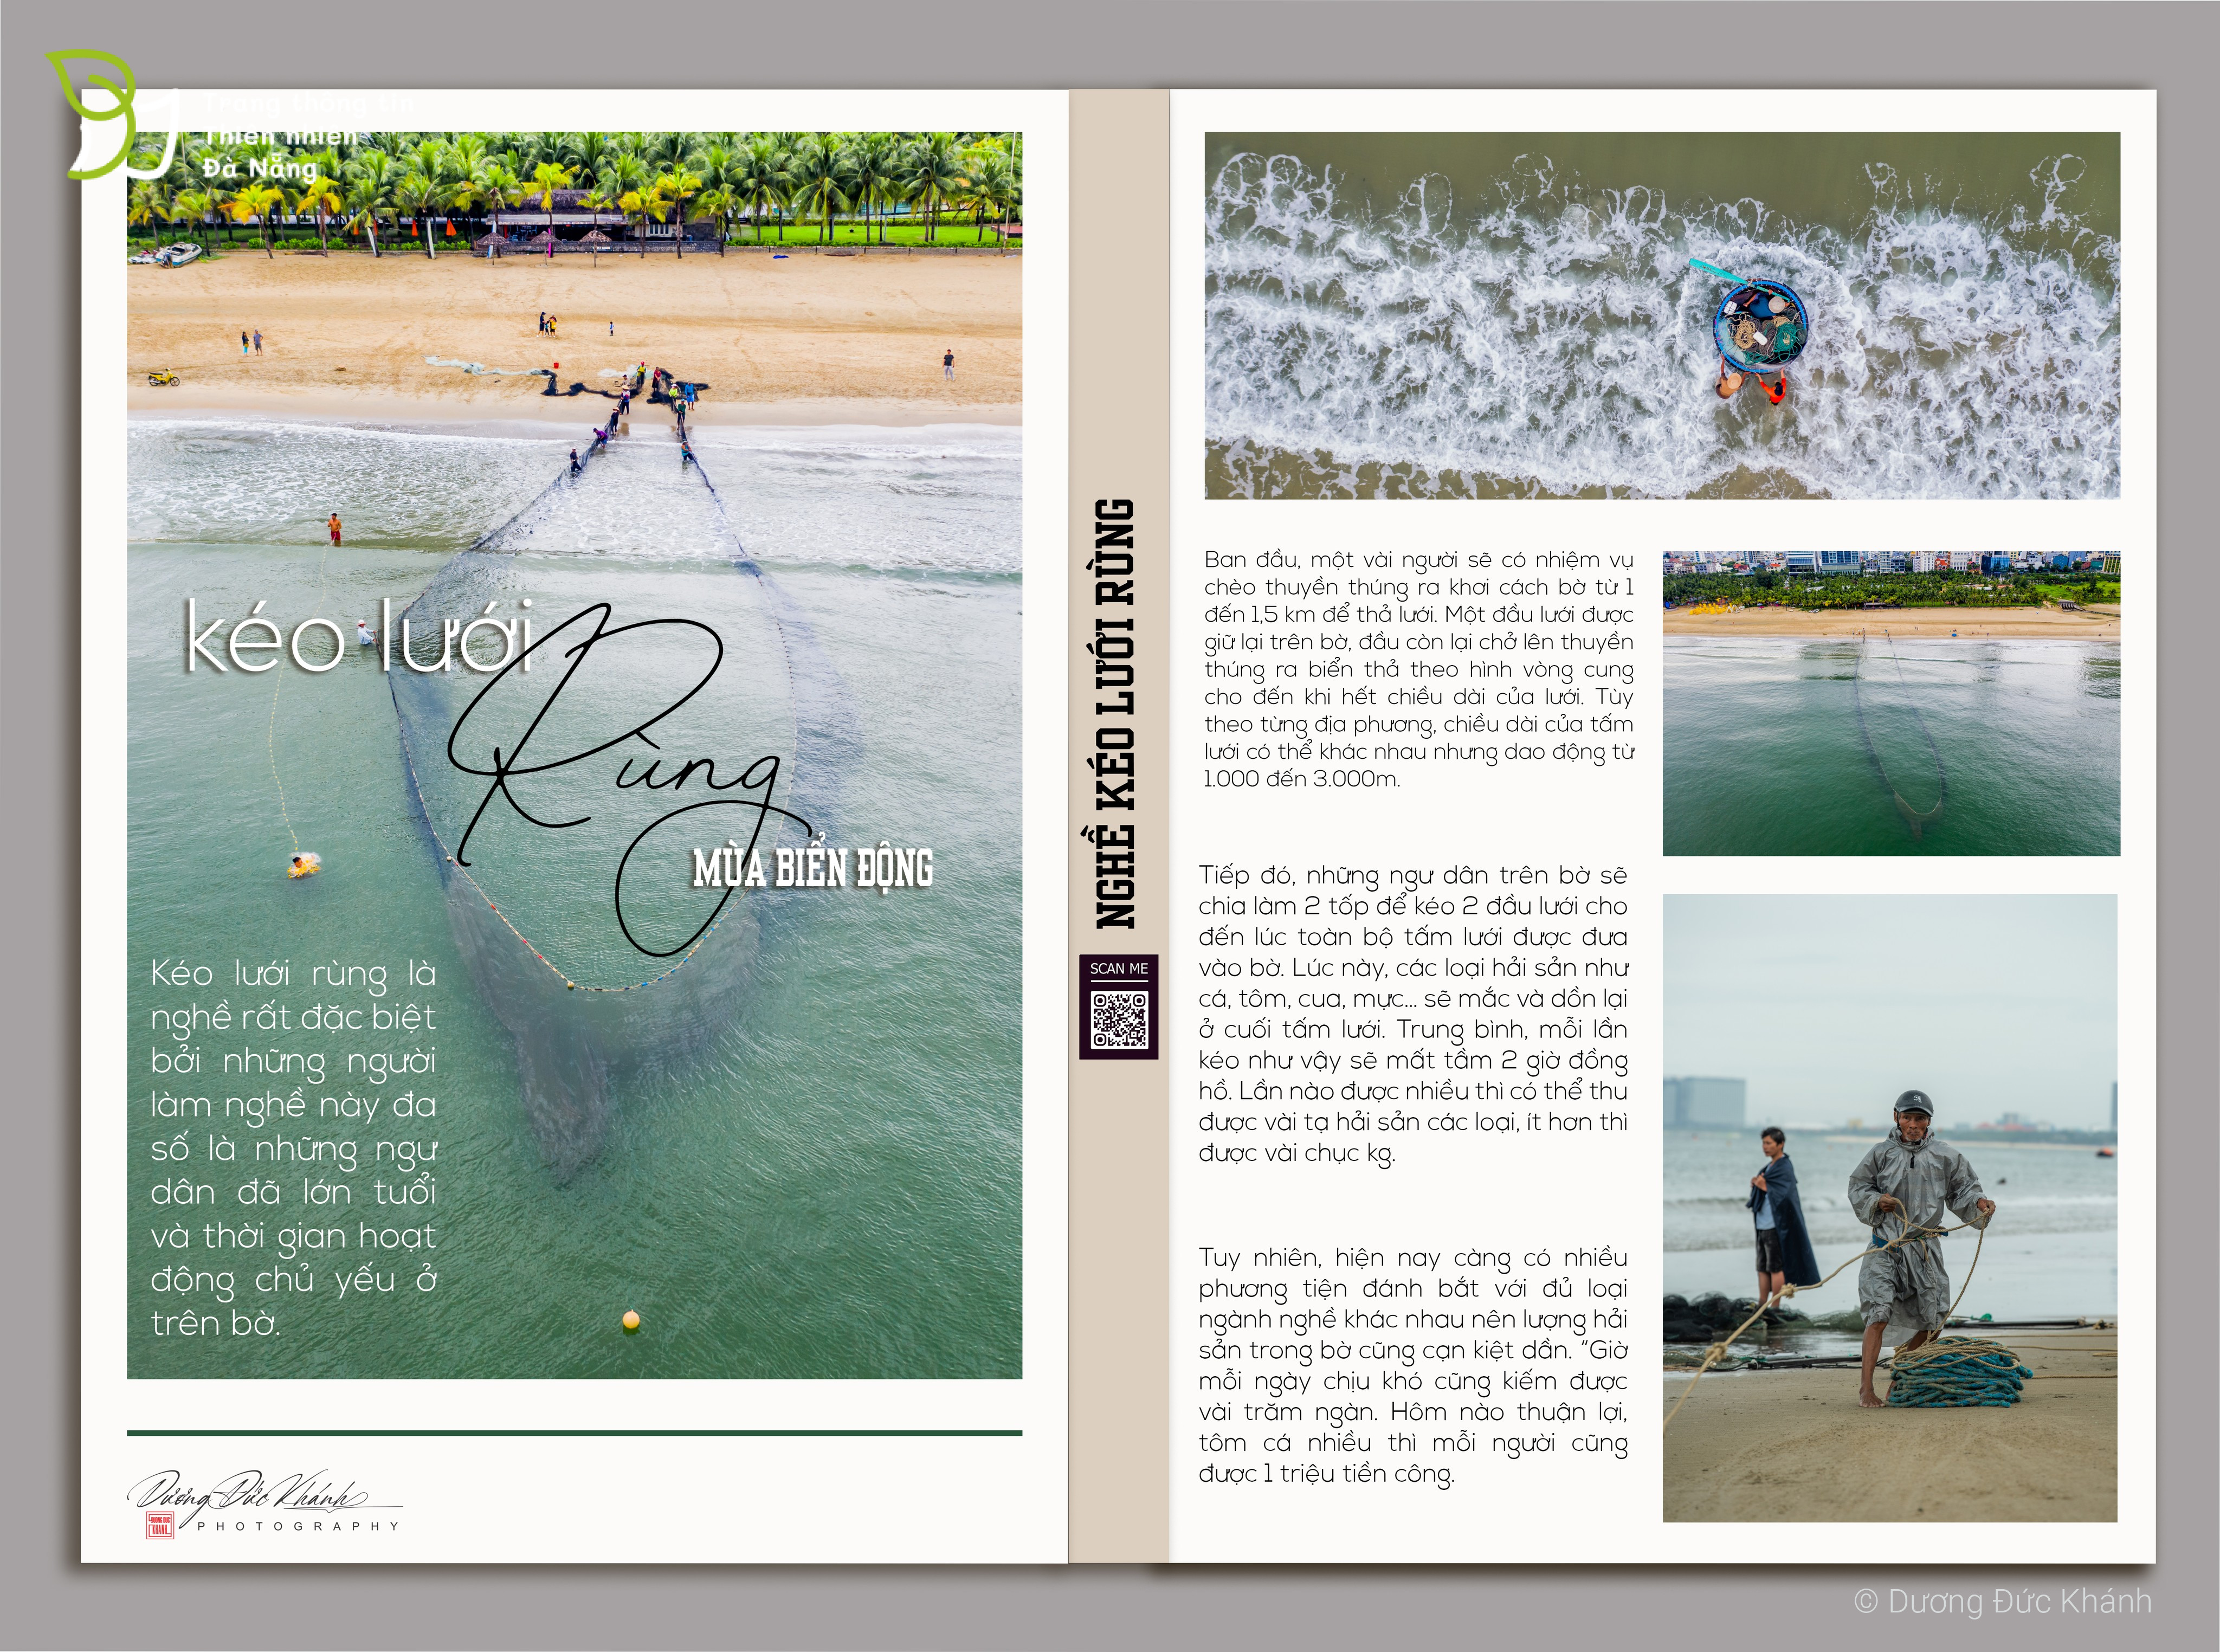 Trang thông tin
Thiên nhiên
Đà Nẵng
kéo lưới
Rùng
MÙA BIỂN ĐỘNG
Kéo lưới rùng là
nghề rất đặc biệt
bởi những người
làm nghề này đa
số là những ngư
dân đã lớn tuổi
và thời gian hoạt
động chủ yếu ở
trên bờ.
Dương Đức Khánh
DƯƠNG ĐỨC
KHÁNH
PHOTOGRAPHY
NGHỀ KÉO LƯỚI RÙNG
SCAN ME
Ban đầu, một vài người sẽ có nhiệm vụ
chèo thuyền thúng ra khơi cách bờ từ 1
đến 1,5 km để thả lưới. Một đầu lưới được
giữ lại trên bờ, đầu còn lại chở lên thuyền
thúng ra biển thả theo hình vòng cung
cho đến khi hết chiều dài của lưới. Tùy
theo từng địa phương, chiều dài của tấm
lưới có thể khác nhau nhưng dao động từ
1.000 đến 3.000m.
Tiếp đó, những ngư dân trên bờ sẽ
chia làm 2 tốp để kéo 2 đầu lưới cho
đến lúc toàn bộ tấm lưới được đưa
vào bờ. Lúc này, các loại hải sản như
cá, tôm, cua, mực... sẽ mắc và dồn lại
ở cuối tấm lưới. Trung bình, mỗi lần
kéo như vậy sẽ mất tầm 2 giờ đồng
hồ. Lần nào được nhiều thì có thể thu
được vài tạ hải sản các loại, ít hơn thì
được vài chục kg.
Tuy nhiên, hiện nay càng có nhiều
phương tiện đánh bắt với đủ loại
ngành nghề khác nhau nên lượng hải
sản trong bờ cũng cạn kiệt dần. “Giờ
mỗi ngày chịu khó cũng kiếm được
vài trăm ngàn. Hôm nào thuận lợi,
tôm cá nhiều thì mỗi người cũng
được 1 triệu tiền công.
© Dương Đức Khánh